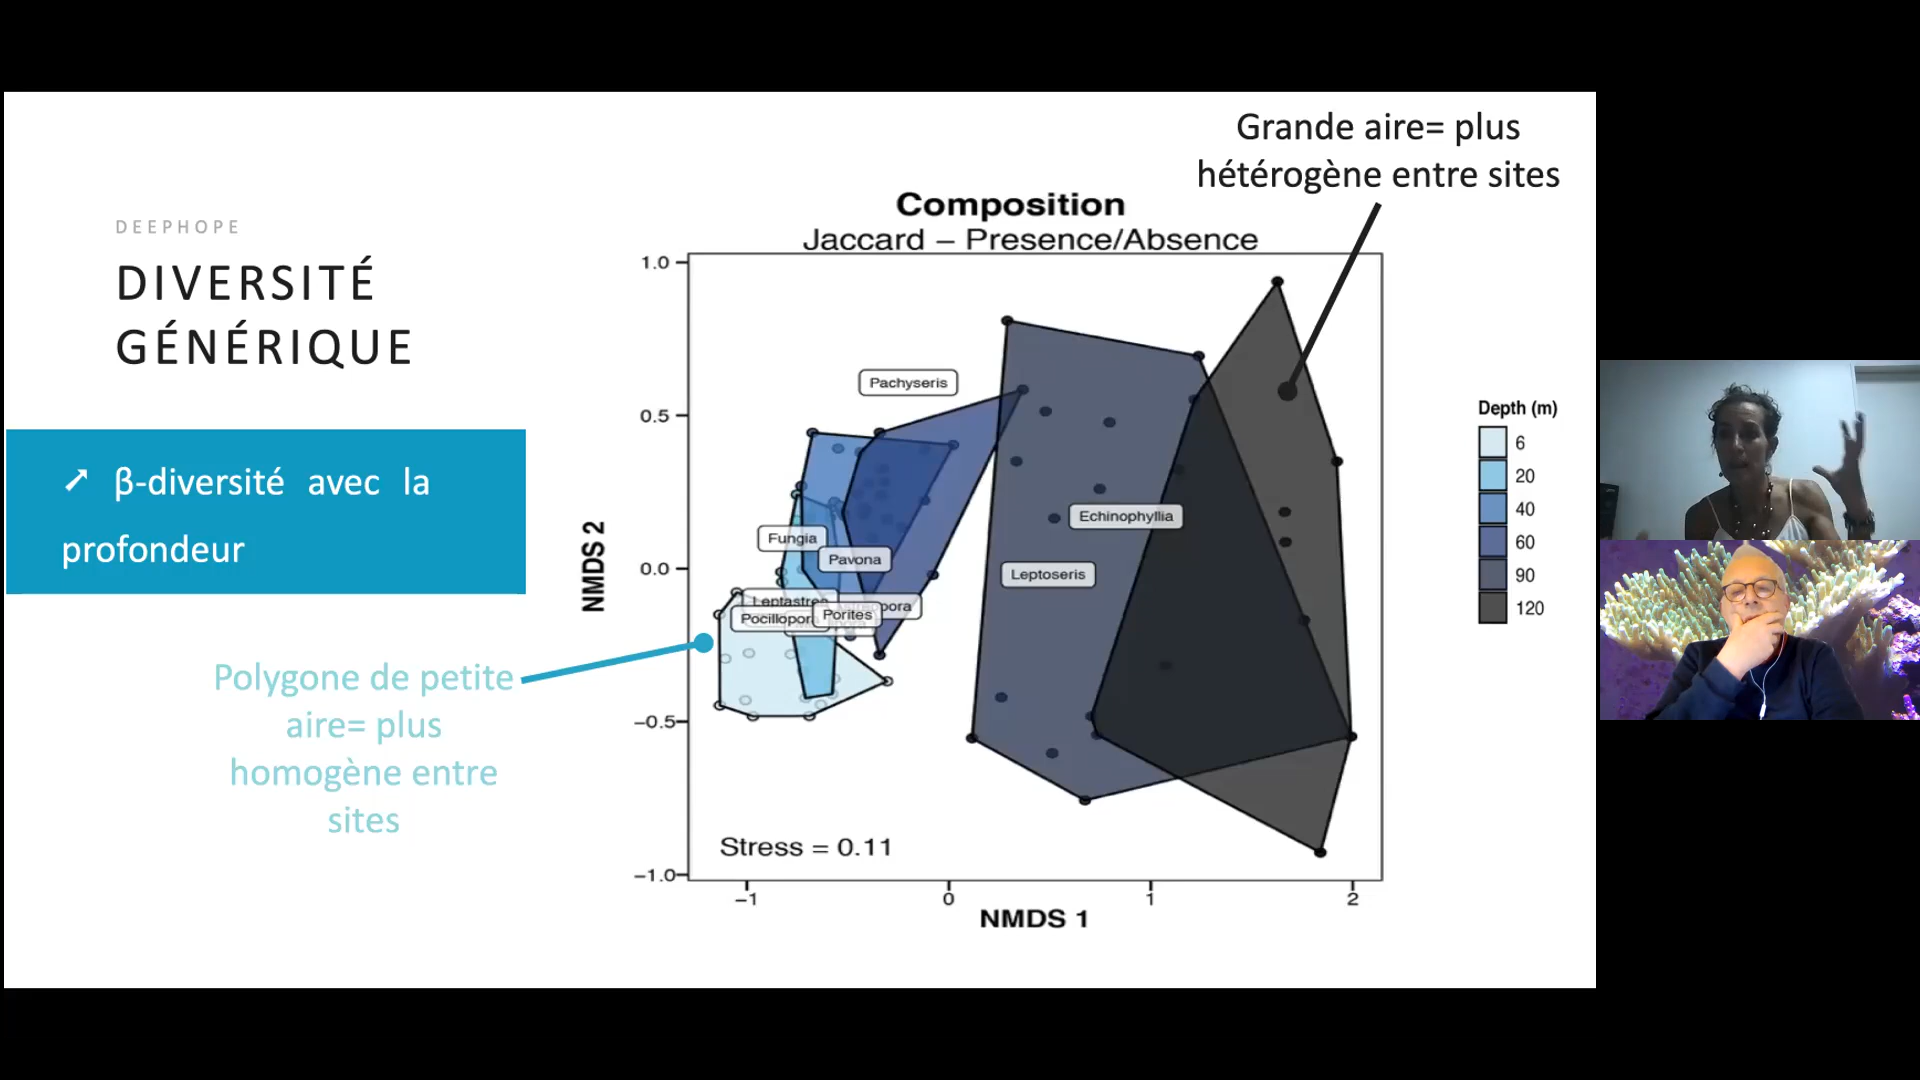 DEEPHOPE
DIVERSITÉ
GÉNÉRIQUE
➚ β-diversité avec la
profondeur
Polygone de petite
aire= plus
homogène entre
sites
Grande aire= plus
hétérogène entre sites
Composition
Jaccard – Presence/Absence
1.0
0.5
0.0
−0.5
−1.0
NMDS 2
Pachyseris
Fungia
Pavona
Leptastrea
Pocillopora
Porites
Echinophyllia
Leptoseris
Stress = 0.11
−1
0
1
2
NMDS 1
Depth (m)
6
20
40
60
90
120